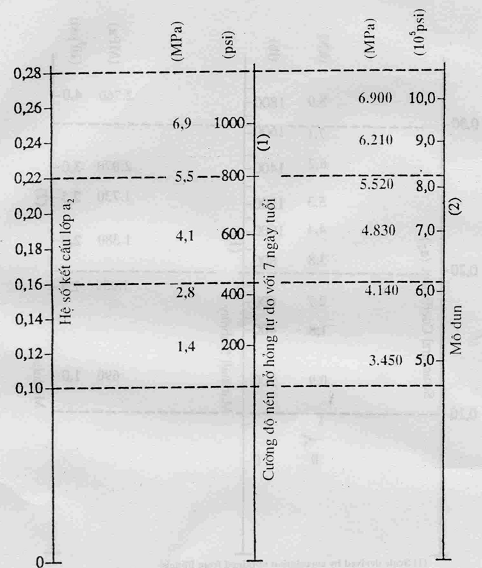 (MPa) (psi) (MPa) (10⁵psi)
0,28
0,26 6,9 1000 6.900 10,0
0,24 6.210 9,0
0,22 5,5 800 5.520 8,0
0,20 4,1 600 4.830 7,0
0,18
0,16 2,8 400 4.140 6,0
0,14
0,12 1,4 200 3.450 5,0
0,10
0
Hệ số kết cấu lớp a₂
Cường độ nén nở hông tự do với 7 ngày tuổi (1)
Mô đun (2)